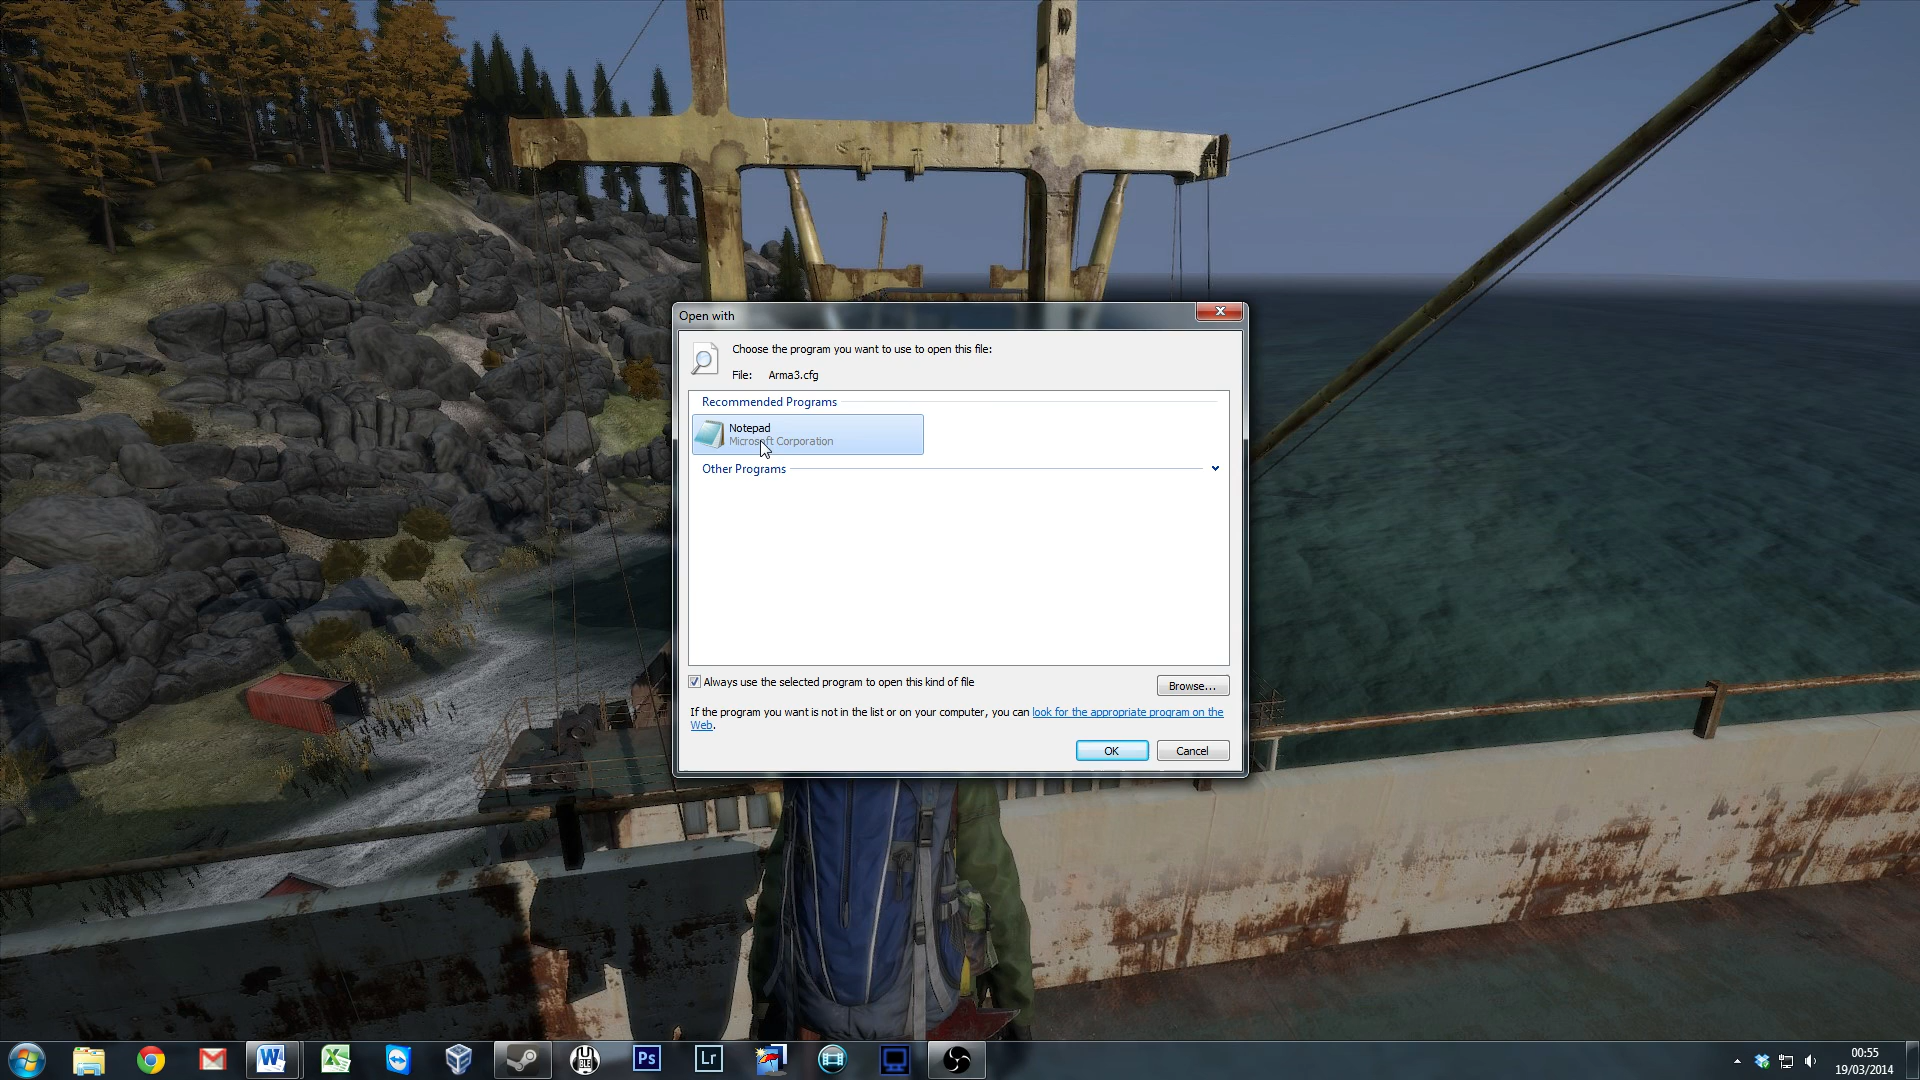 Open with
Choose the program you want to use to open this file:
File: Arma3.cfg
Recommended Programs
Notepad
Microsoft Corporation
Other Programs
Always use the selected program to open this kind of file
Browse...
If the program you want is not in the list or on your computer, you can look for the appropriate program on the
Web.
OK
Cancel
Ps
Lr
00:55
19/03/2014